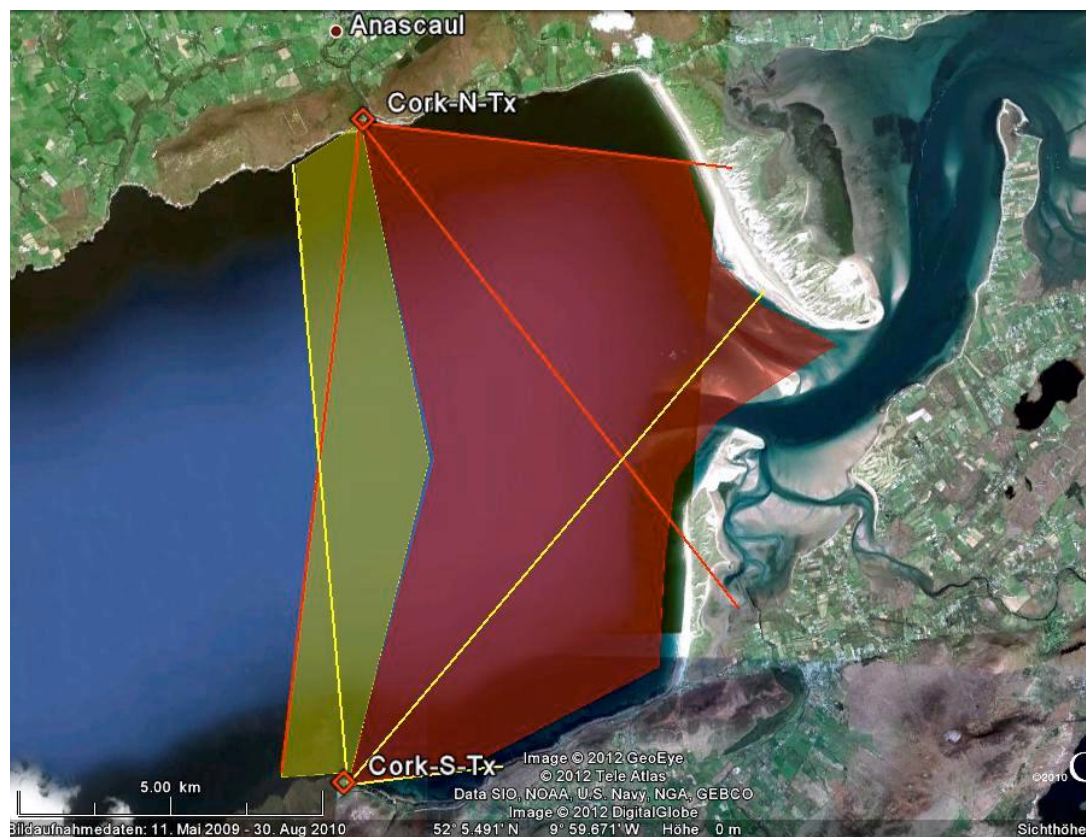 Anascaul
Cork-N-Tx
Cork-S-Tx
Image © 2012 GeoEye
© 2012 Tele Atlas
Data SIO, NOAA, U.S. Navy, NGA, GEBCO
Image © 2012 DigitalGlobe
5.00 km
©2010
Bildaufnahmedaten: 11. Mai 2009 - 30. Aug 2010 52° 5.491' N 9° 59.671' W Höhe 0 m Sichthöhe